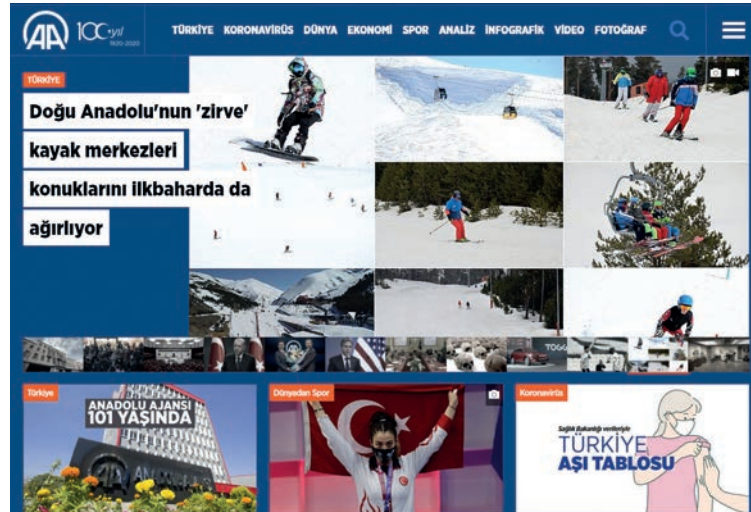 AA 100.yıl
1920-2020
TÜRKİYE KORONAVİRÜS DÜNYA EKONOMİ SPOR ANALİZ İNFOGRAFİK VİDEO FOTOĞRAF
TÜRKİYE
Doğu Anadolu'nun 'zirve'
kayak merkezleri
konuklarını ilkbaharda da
ağırlıyor
TOGG
Türkiye
ANADOLU AJANSI
101 YAŞINDA
Dünyadan Spor
Koronavirüs
Sağlık Bakanlığı verileriyle
TÜRKİYE
AŞI TABLOSU